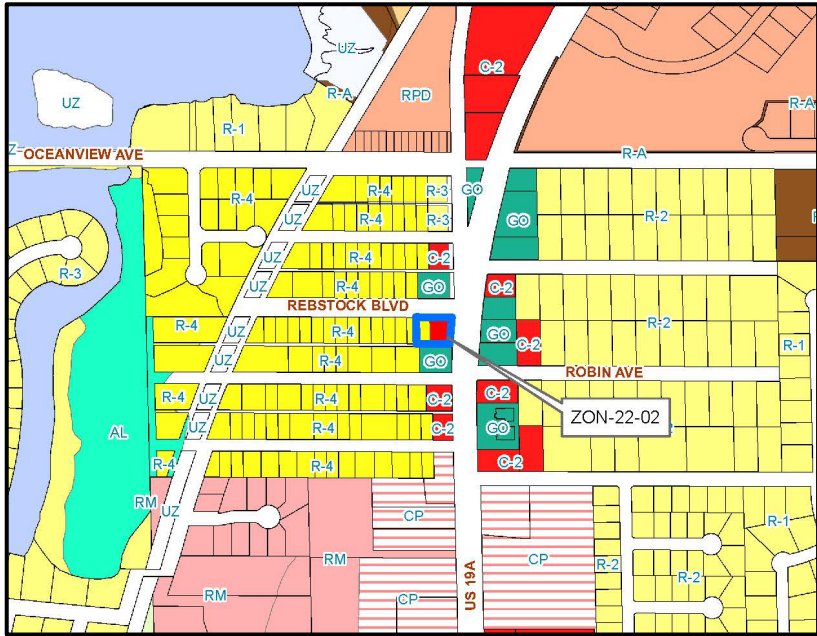 UZ
C-2
UZ
R-A
RPD
R-A
R-1
Z
OCEANVIEW AVE
R-A
R-4
UZ
R-4
R-3
GO
UZ
R-4
R-3
GO
R-2
R-3
UZ
R-4
C-2
UZ
R-4
GO
C-2
REBSTOCK BLVD
R-4
UZ
R-4
GO
R-2
R-1
UZ
R-4
GO
C-2
ROBIN AVE
R-4
UZ
R-4
C-2
C-2
ZON-22-02
AL
UZ
R-4
C-2
GO
R-4
R-4
C-2
RM
UZ
CP
R-1
RM
CP
R-2
R-2
RM
CP
US 19A